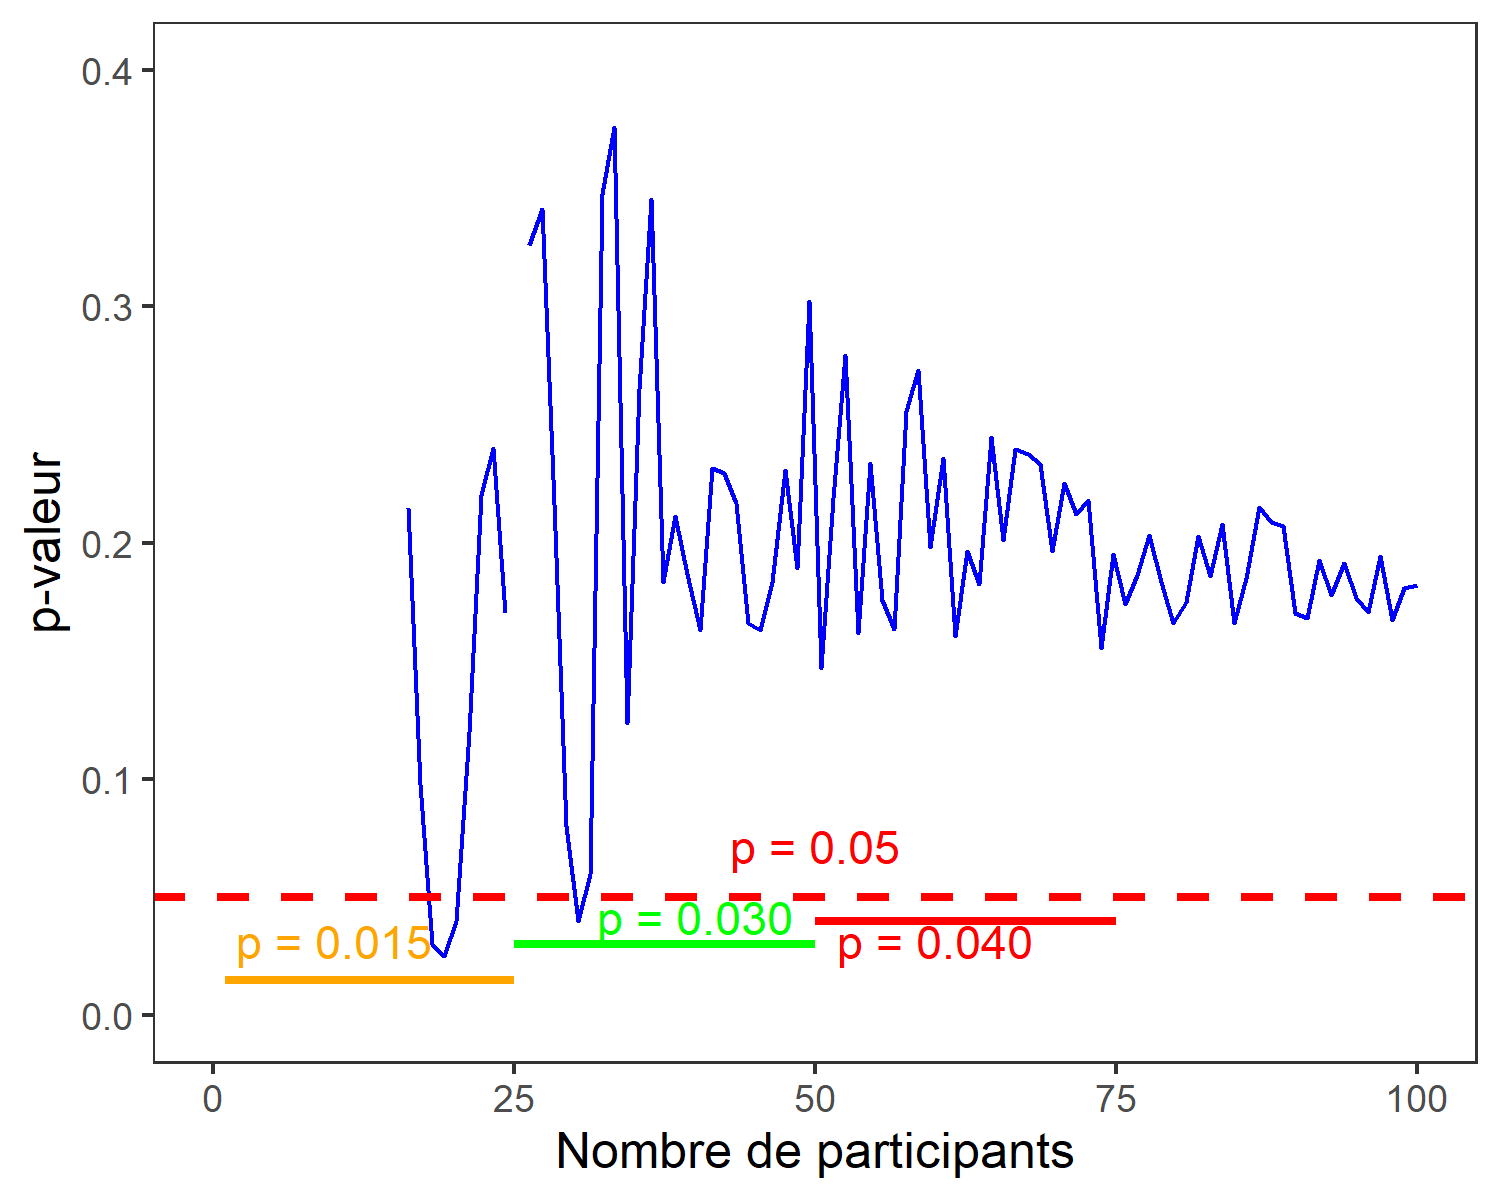 0.4
0.3
0.2
0.1
0.0
p-valeur
p = 0.05
p = 0.030
p = 0.015
p = 0.040
0
25
50
75
100
Nombre de participants